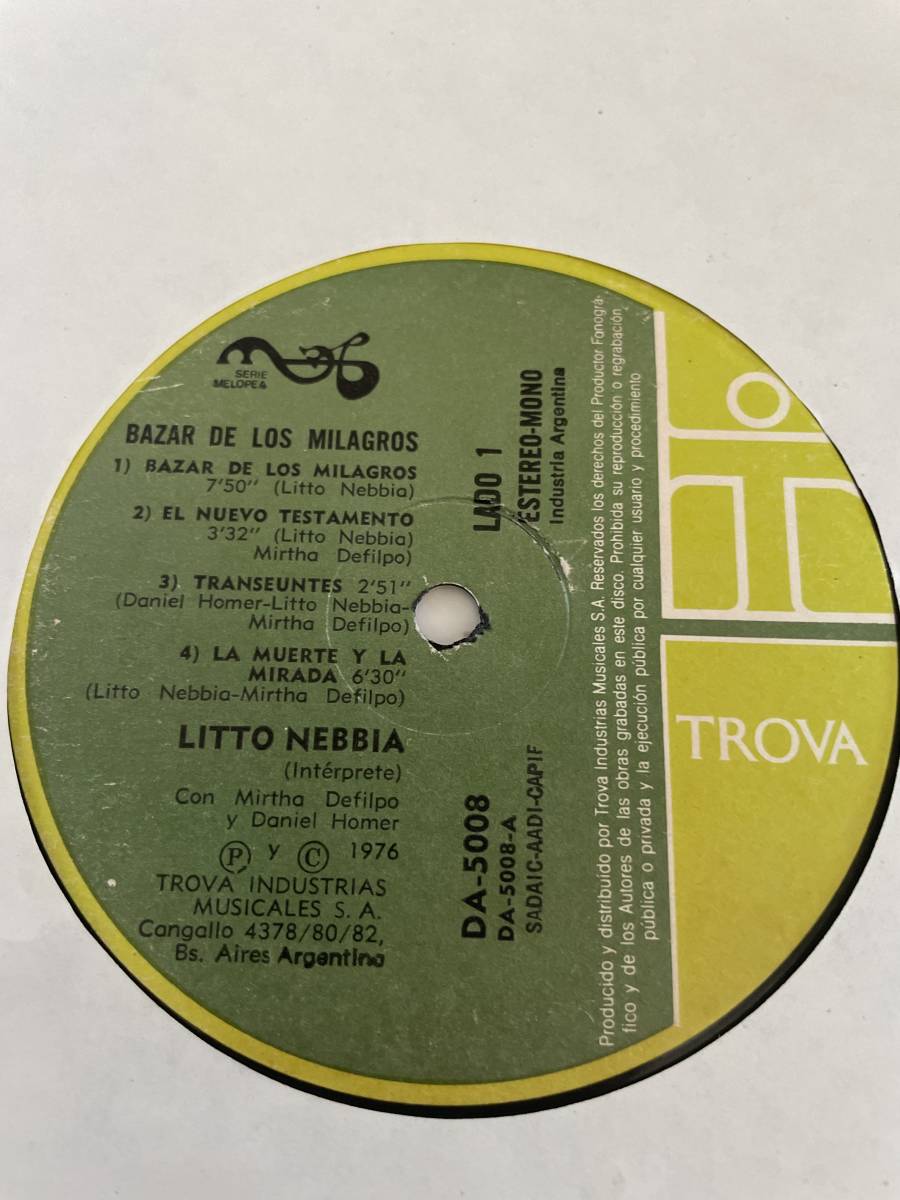 SERIE
MELOPEA
BAZAR DE LOS MILAGROS
1) BAZAR DE LOS MILAGROS
7'50'' (Litto Nebbia)
2) EL NUEVO TESTAMENTO
3'32'' (Litto Nebbia)
Mirtha Defilpo)
3) TRANSEUNTES 2'51''
(Daniel Homer-Litto Nebbia-
Mirtha Defilpo)
4) LA MUERTE Y LA
MIRADA 6'30''
(Litto Nebbia-Mirtha Defilpo)
LITTO NEBBIA
(Intérprete)
Con Mirtha Defilpo
y Daniel Homer
Ⓟ y Ⓒ 1976
TROVA INDUSTRIAS
MUSICALES S. A.
Cangallo 4378/80/82,
Bs. Aires Argentina
LADO 1
ESTEREO-MONO
Industria Argentina
DA-5008
DA-5008-A
SADAIC-AADI-CAPIF
Producido y distribuido por Trova Industrias Musicales S.A. Reservados los derechos del Productor Fonográ-
fico y de los Autores de las obras grabadas en este disco. Prohibida su reproducción o regrabación
pública o privada y la ejecución pública por cualquier usuario y procedimiento
TROVA